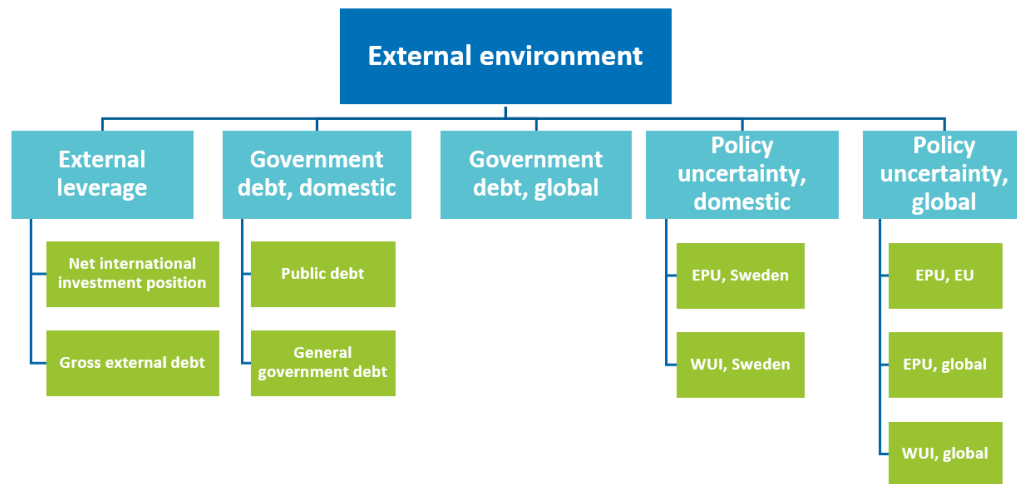 External environment
External
leverage
Government
debt, domestic
Government
debt, global
Policy
uncertainty,
domestic
Policy
uncertainty,
global
Net international
investment position
Gross external debt
Public debt
General
government debt
EPU, Sweden
WUI, Sweden
EPU, EU
EPU, global
WUI, global